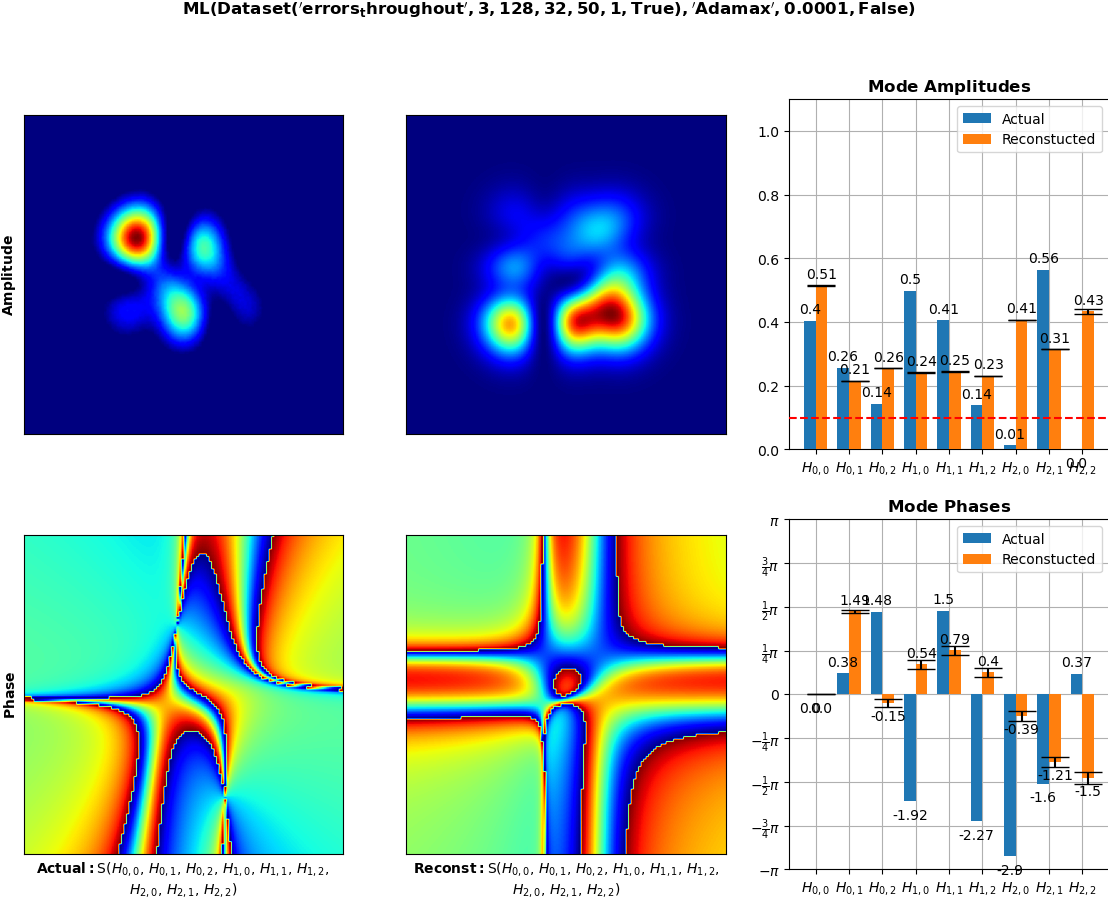 ML(Dataset('errors_throughout', 3, 128, 32, 50, 1, True), 'Adamax', 0.0001, False)
Amplitude
Mode Amplitudes
Actual
Reconstucted
1.0
0.8
0.6
0.4
0.2
0.0
0.4 0.51 0.26 0.21 0.14 0.26 0.5 0.24 0.41 0.25 0.14 0.23 0.01 0.41 0.56 0.31 0.0 0.43
H0,0 H0,1 H0,2 H1,0 H1,1 H1,2 H2,0 H2,1 H2,2
Phase
Mode Phases
Actual
Reconstucted
π
3/4π
1/2π
1/4π
0
−1/4π
−1/2π
−3/4π
−π
0.0 0.0 0.38 1.49 1.48 -0.15 -1.92 0.54 1.5 0.79 -2.27 0.4 -2.9 -0.39 -1.6 -1.21 0.37 -1.5
H0,0 H0,1 H0,2 H1,0 H1,1 H1,2 H2,0 H2,1 H2,2
Actual: S(H0,0, H0,1, H0,2, H1,0, H1,1, H1,2,
H2,0, H2,1, H2,2)
Reconst: S(H0,0, H0,1, H0,2, H1,0, H1,1, H1,2,
H2,0, H2,1, H2,2)